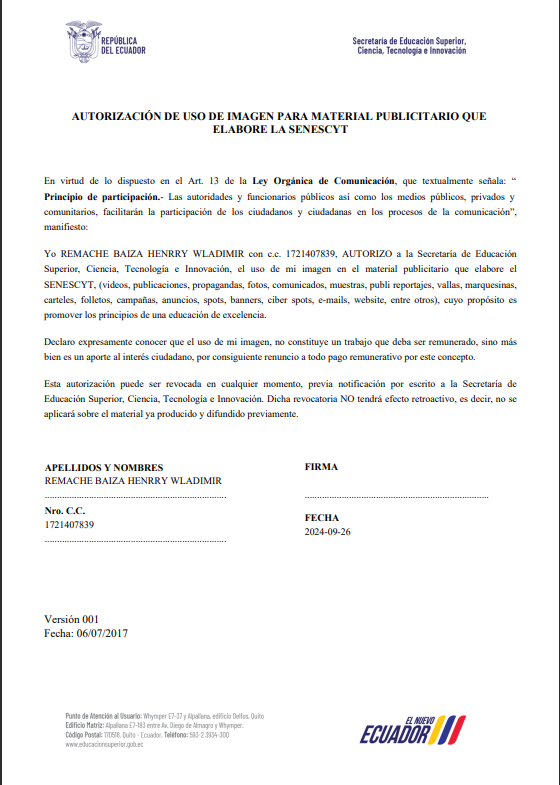 REPÚBLICA
DEL ECUADOR
Secretaría de Educación Superior,
Ciencia, Tecnología e Innovación
AUTORIZACIÓN DE USO DE IMAGEN PARA MATERIAL PUBLICITARIO QUE
ELABORE LA SENESCYT
En virtud de lo dispuesto en el Art. 13 de la Ley Orgánica de Comunicación, que textualmente señala: “
Principio de participación.- Las autoridades y funcionarios públicos así como los medios públicos, privados y
comunitarios, facilitarán la participación de los ciudadanos y ciudadanas en los procesos de la comunicación”,
manifiesto:
Yo REMACHE BAIZA HENRRY WLADIMIR con c.c. 1721407839, AUTORIZO a la Secretaría de Educación
Superior, Ciencia, Tecnología e Innovación, el uso de mi imagen en el material publicitario que elabore el
SENESCYT, (videos, publicaciones, propagandas, fotos, comunicados, muestras, publi reportajes, vallas, marquesinas,
carteles, folletos, campañas, anuncios, spots, banners, ciber spots, e-mails, website, entre otros), cuyo propósito es
promover los principios de una educación de excelencia.
Declaro expresamente conocer que el uso de mi imagen, no constituye un trabajo que deba ser remunerado, sino más
bien es un aporte al interés ciudadano, por consiguiente renuncio a todo pago remunerativo por este concepto.
Esta autorización puede ser revocada en cualquier momento, previa notificación por escrito a la Secretaría de
Educación Superior, Ciencia, Tecnología e Innovación. Dicha revocatoria NO tendrá efecto retroactivo, es decir, no se
aplicará sobre el material ya producido y difundido previamente.
APELLIDOS Y NOMBRES
REMACHE BAIZA HENRRY WLADIMIR
Nro. C.C.
1721407839
FIRMA
FECHA
2024-09-26
Versión 001
Fecha: 06/07/2017
Punto de Atención al Usuario: Whymper E7-37 y Alpallana, edificio Delfos, Quito
Edificio Matriz: Alpallana E7-183 entre Av. Diego de Almagro y Whymper.
Código Postal: 170518. Quito - Ecuador. Teléfono: 593-2 3934-300
www.educacionsuperior.gob.ec
EL NUEVO
ECUADOR